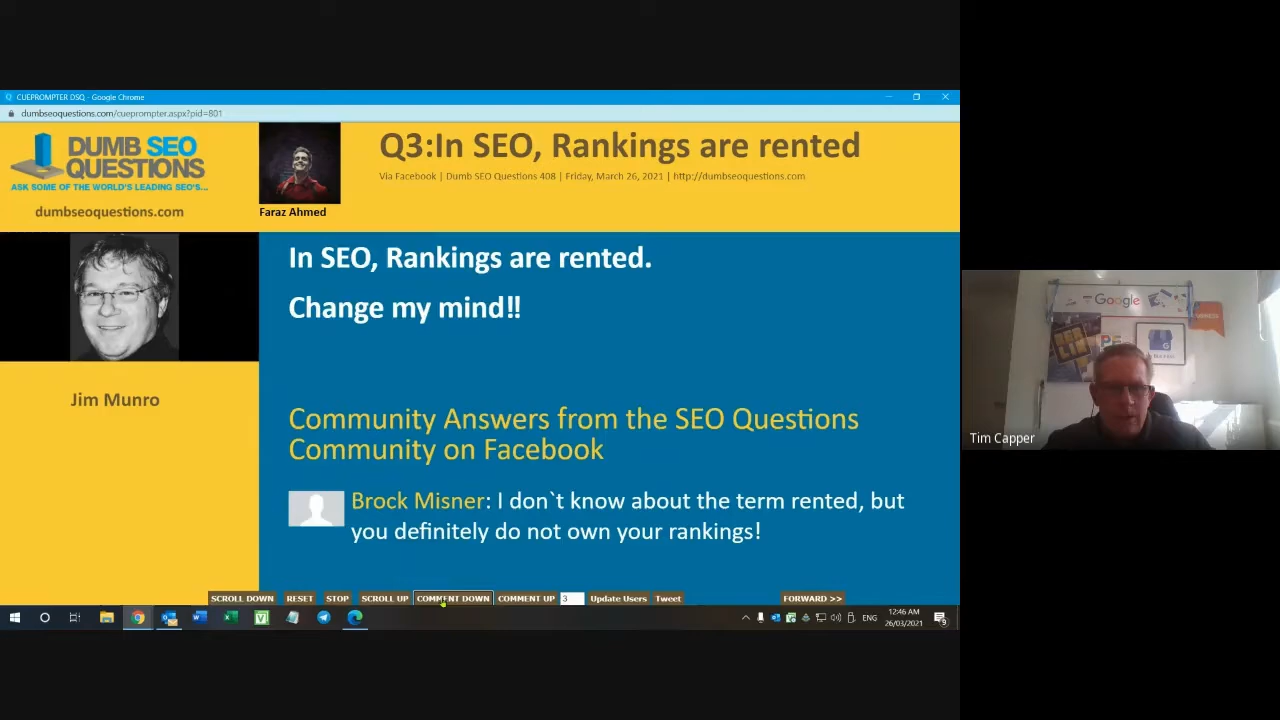 CUEPROMPTER DSQ - Google Chrome
dumbseoquestions.com/cueprompter.aspx?pid=801
DUMB SEO
QUESTIONS
ASK SOME OF THE WORLD'S LEADING SEO'S...
dumbseoquestions.com
Faraz Ahmed
Q3:In SEO, Rankings are rented
Via Facebook | Dumb SEO Questions 408 | Friday, March 26, 2021 | http://dumbseoquestions.com
Jim Munro
In SEO, Rankings are rented.
Change my mind!!
Community Answers from the SEO Questions
Community on Facebook
Brock Misner: I don`t know about the term rented, but
you definitely do not own your rankings!
SCROLL DOWN RESET STOP SCROLL UP COMMENT DOWN COMMENT UP 3 Update Users Tweet FORWARD >>
ENG
12:46 AM
26/03/2021
Google
Tim Capper